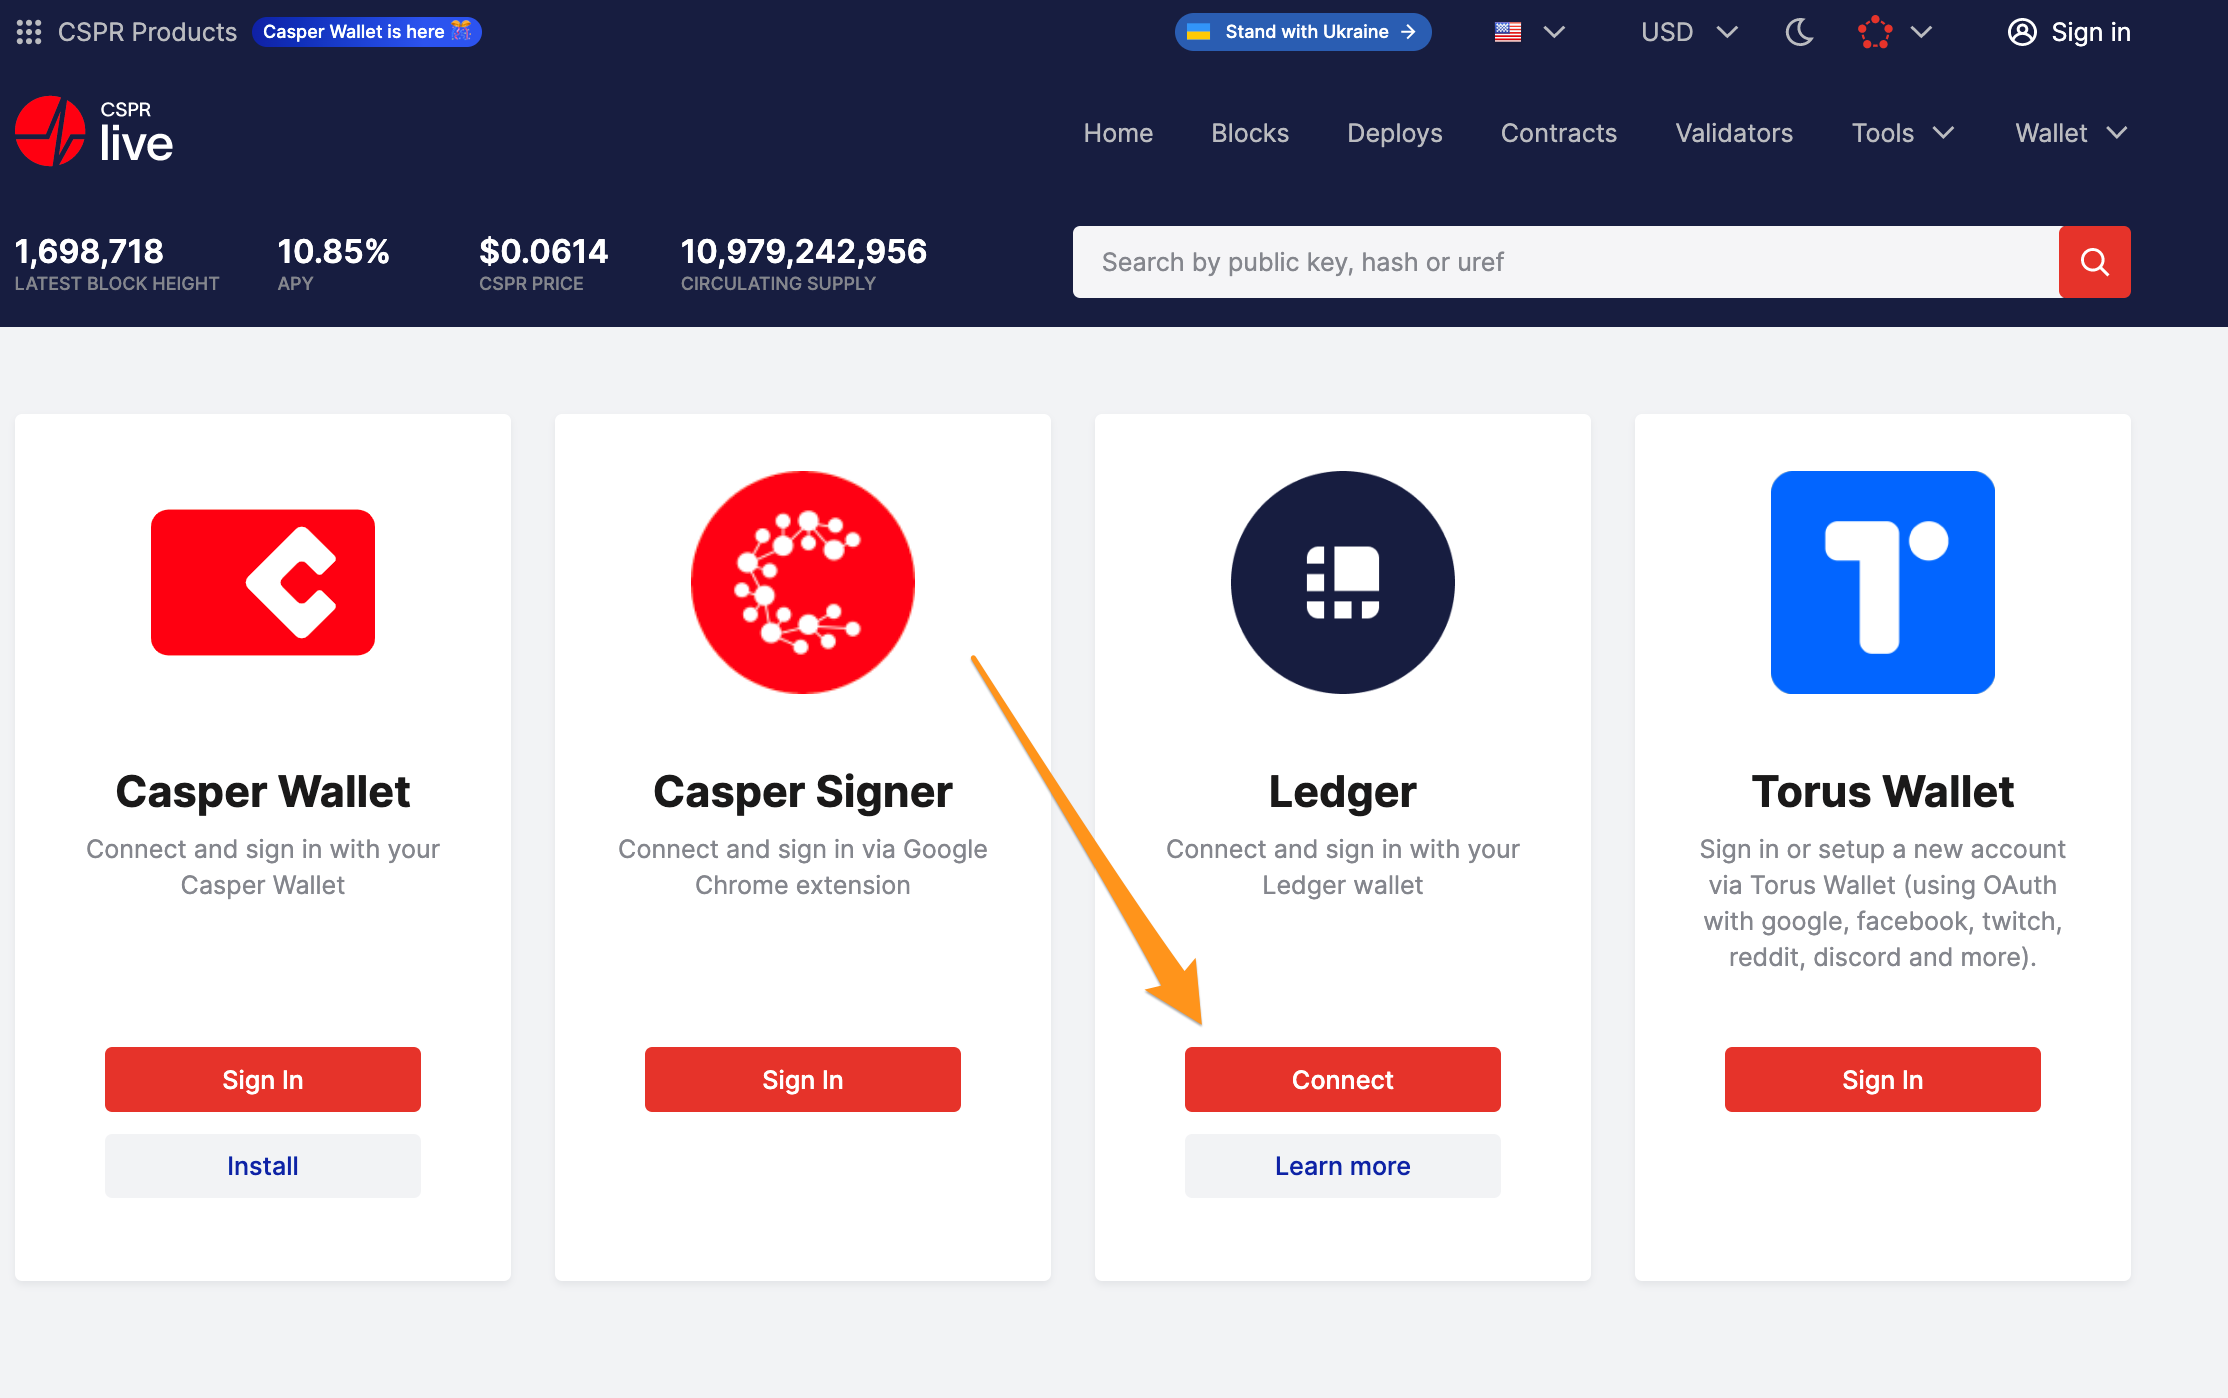 CSPR Products
Casper Wallet is here
Stand with Ukraine →
USD
Sign in
CSPR
live
Home
Blocks
Deploys
Contracts
Validators
Tools
Wallet
1,698,718
LATEST BLOCK HEIGHT
10.85%
APY
$0.0614
CSPR PRICE
10,979,242,956
CIRCULATING SUPPLY
Search by public key, hash or uref
Casper Wallet
Connect and sign in with your
Casper Wallet
Sign In
Install
Casper Signer
Connect and sign in via Google
Chrome extension
Sign In
Ledger
Connect and sign in with your
Ledger wallet
Connect
Learn more
Torus Wallet
Sign in or setup a new account
via Torus Wallet (using OAuth
with google, facebook, twitch,
reddit, discord and more).
Sign In